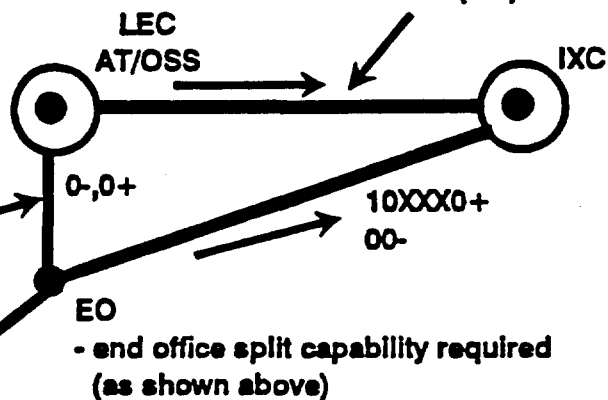 LEC
AT/OSS
IXC
0-,0+
10XXX0+
00-
EO
- end office split capability required
(as shown above)